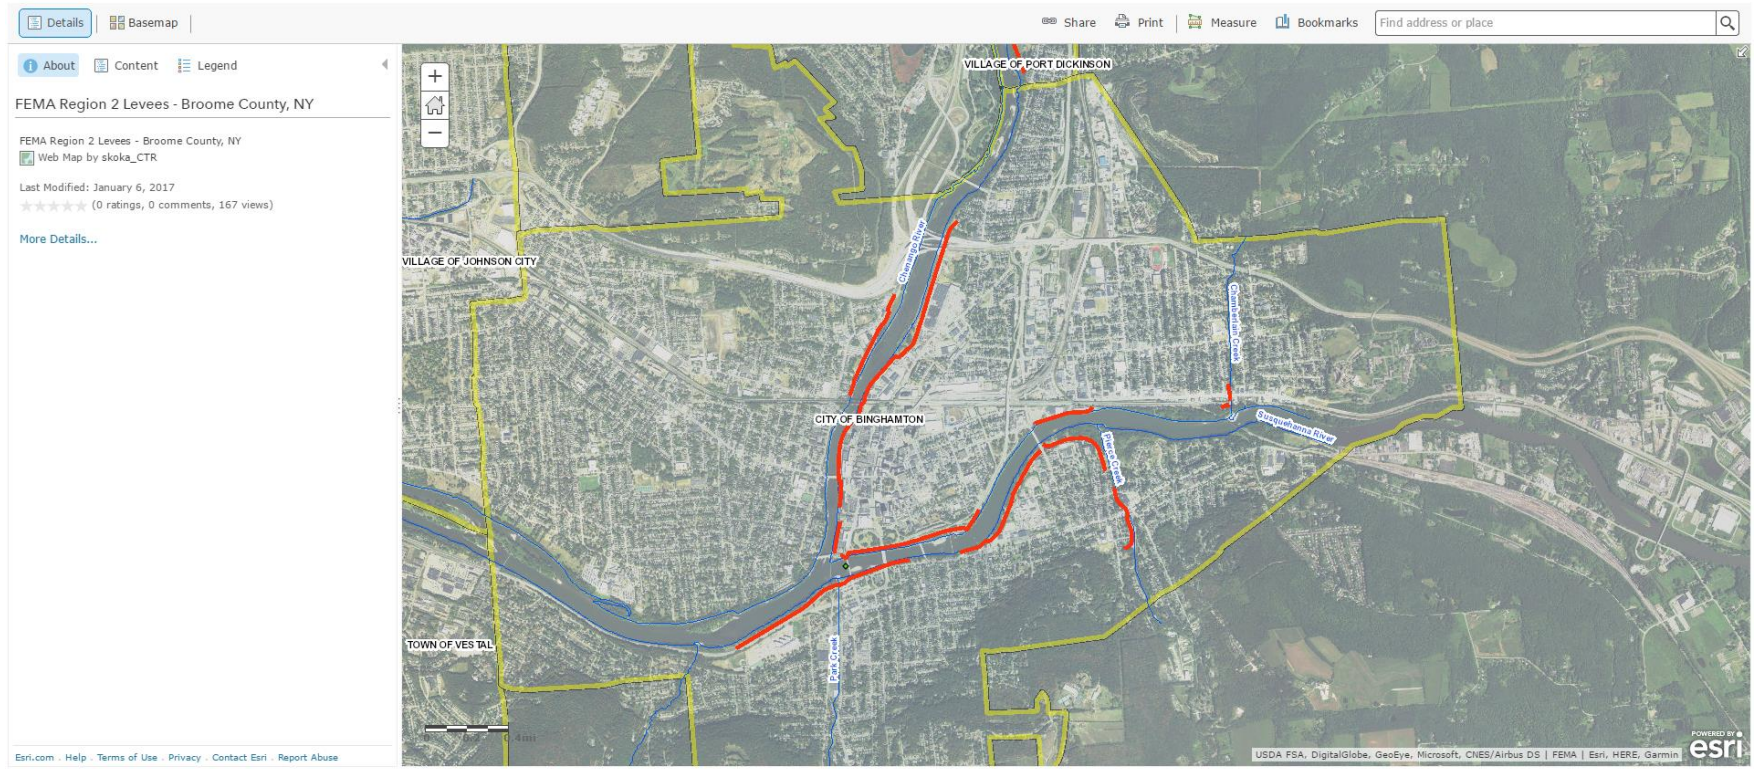 Details Basemap Share Print Measure Bookmarks Find address or place
About Content Legend
FEMA Region 2 Levees - Broome County, NY
FEMA Region 2 Levees - Broome County, NY
Web Map by skoka_CTR
Last Modified: January 6, 2017
(0 ratings, 0 comments, 167 views)
More Details...
Esri.com . Help . Terms of Use . Privacy . Contact Esri . Report Abuse
VILLAGE OF PORT DICKINSON
Chenango River
VILLAGE OF JOHNSON CITY
Chamberlain Creek
CITY OF BINGHAMTON
Susquehanna River
Pierce Creek
TOWN OF VESTAL
Park Creek
0.4mi
USDA FSA, DigitalGlobe, GeoEye, Microsoft, CNES/Airbus DS | FEMA | Esri, HERE, Garmin
POWERED BY
esri